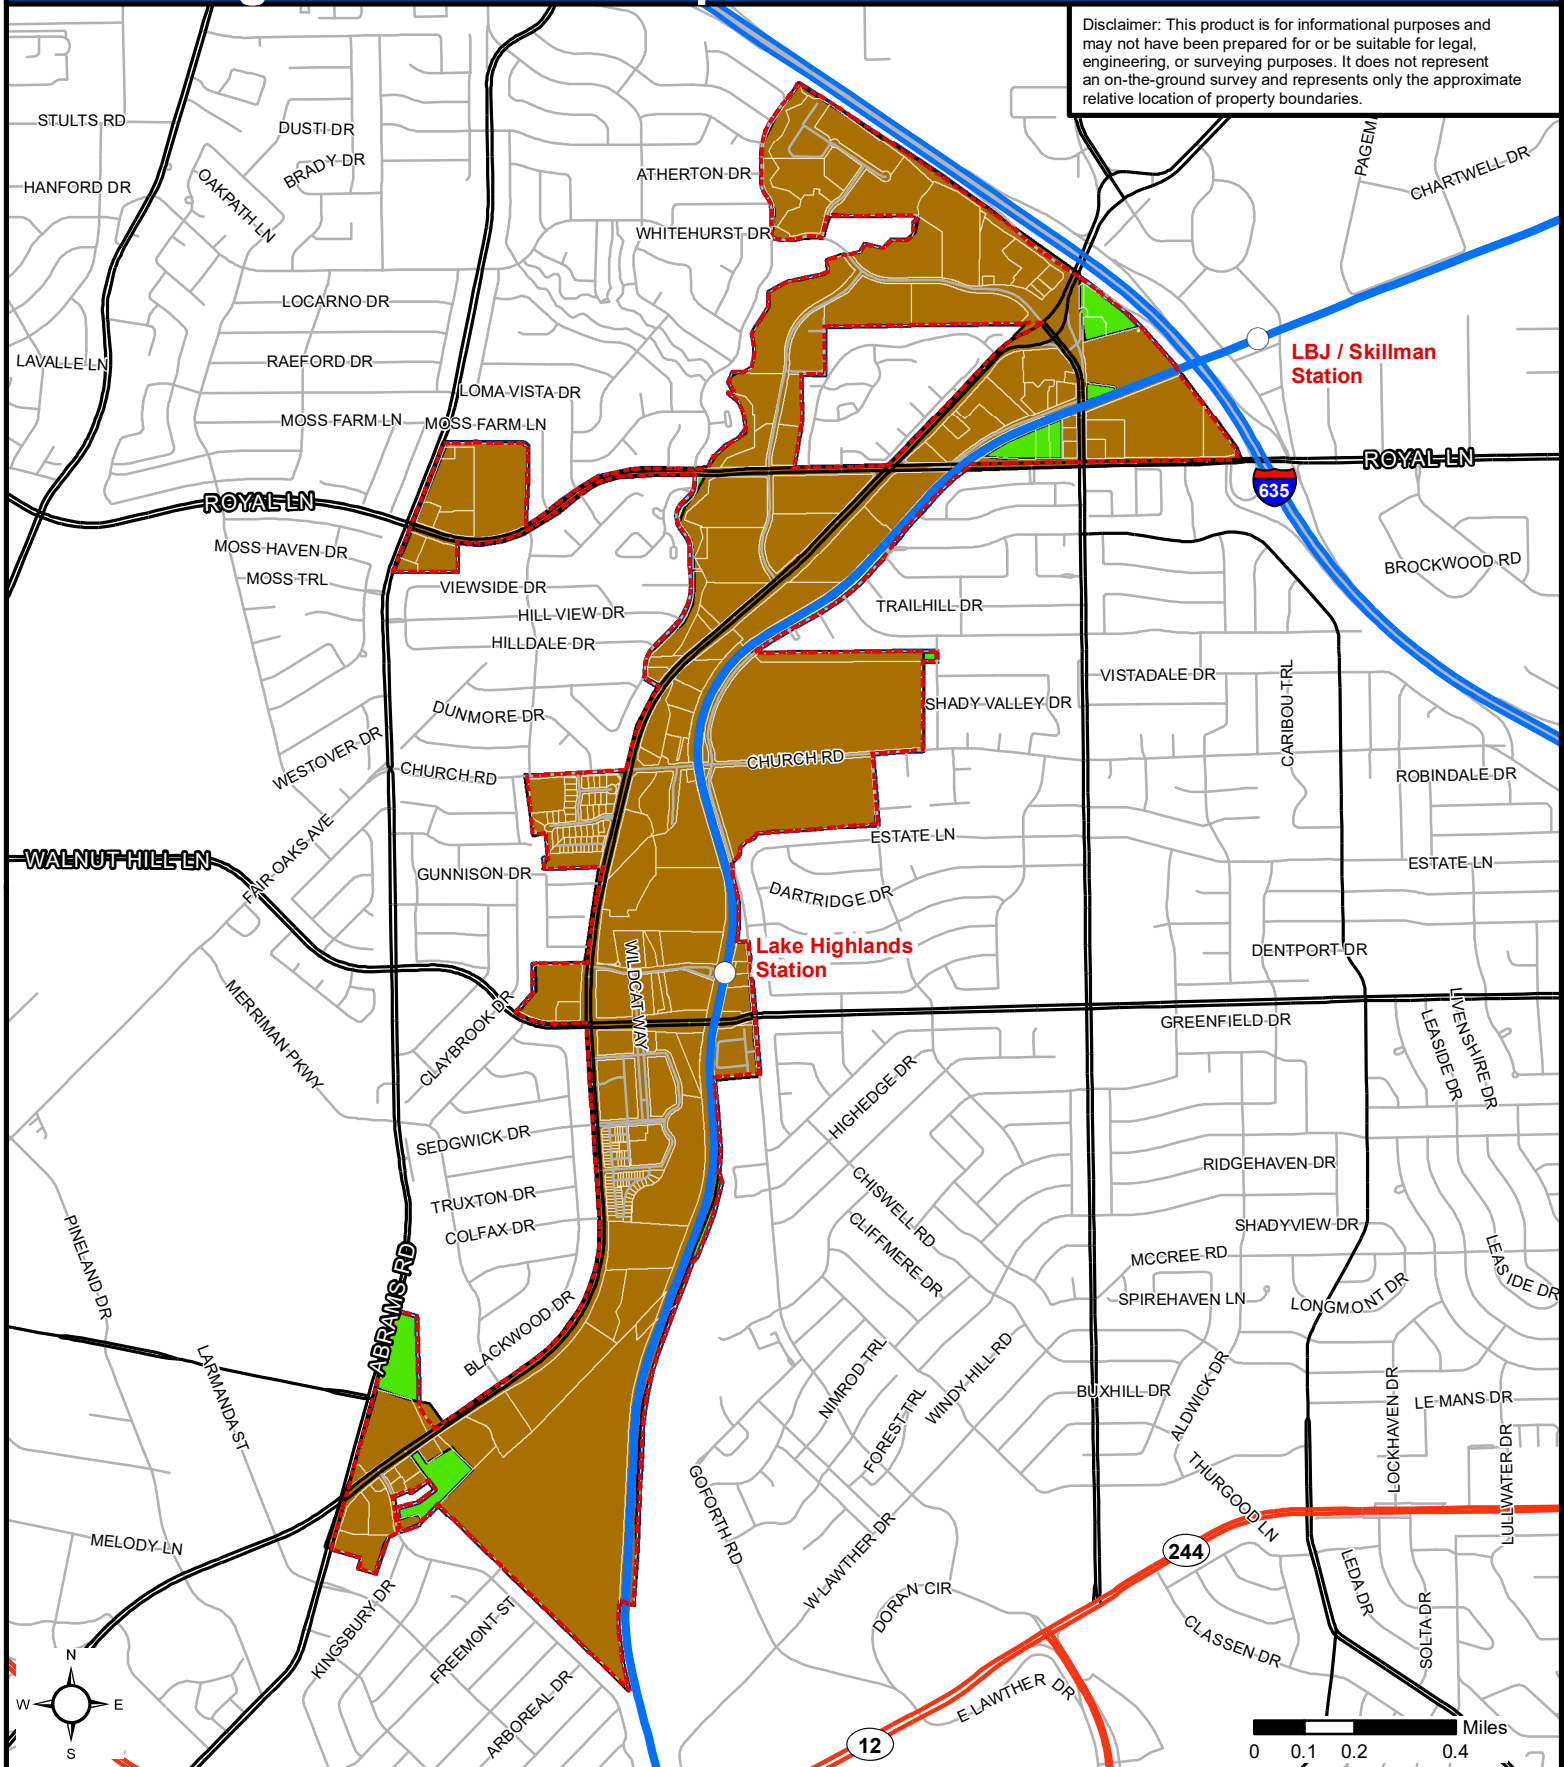 Disclaimer: This product is for informational purposes and
may not have been prepared for or be suitable for legal,
engineering, or surveying purposes. It does not represent
an on-the-ground survey and represents only the approximate
relative location of property boundaries.
STULTS RD
DUSTI DR
BRADY DR
HANFORD DR
OAKPATH LN
ATHERTON DR
CHARTWELL DR
WHITEHURST DR
LOCARNO DR
LAVALLE LN
RAEFORD DR
LBJ / Skillman
Station
LOMA VISTA DR
MOSS FARM LN
MOSS FARM LN
ROYAL LN
ROYAL LN
635
MOSS HAVEN DR
MOSS TRL
VIEWSIDE DR
BROCKWOOD RD
HILL VIEW DR
TRAILHILL DR
HILLDALE DR
VISTADALE DR
CARIBOU TRL
SHADY VALLEY DR
DUNMORE DR
WESTOVER DR
CHURCH RD
CHURCH RD
ROBINDALE DR
FAIR OAKS AVE
ESTATE LN
WALNUT HILL LN
ESTATE LN
GUNNISON DR
DARTRIDGE DR
Lake Highlands
Station
DENTPORT DR
WILDCAT WAY
MERRIMAN PKWY
CLAYBROOK DR
GREENFIELD DR
LIVENSHIRE DR
LEASIDE DR
HIGHEDGE DR
SEDGWICK DR
RIDGEHAVEN DR
TRUXTON DR
CHISWELL RD
COLFAX DR
SHADYVIEW DR
CLIFFMERE DR
PINELAND DR
MCCREE RD
LEASIDE DR
SPIREHAVEN LN
LONGMONT DR
ABRAMS RD
BLACKWOOD DR
LARMANDA ST
NIMROD TRL
WINDY HILL RD
BUXHILL DR
ALDWICK DR
LOCKHAVEN DR
LE MANS DR
FOREST TRL
LULLWATER DR
THURGOOD LN
GOFORTH RD
MELODY LN
W LAWTHER DR
244
LEDA DR
DORAN CIR
KINGSBURY DR
FREEMONT ST
CLASSEN DR
SOLTA DR
N
W
E
S
E LAWTHER DR
ARBOREAL DR
12
Miles
0
0.1
0.2
0.4